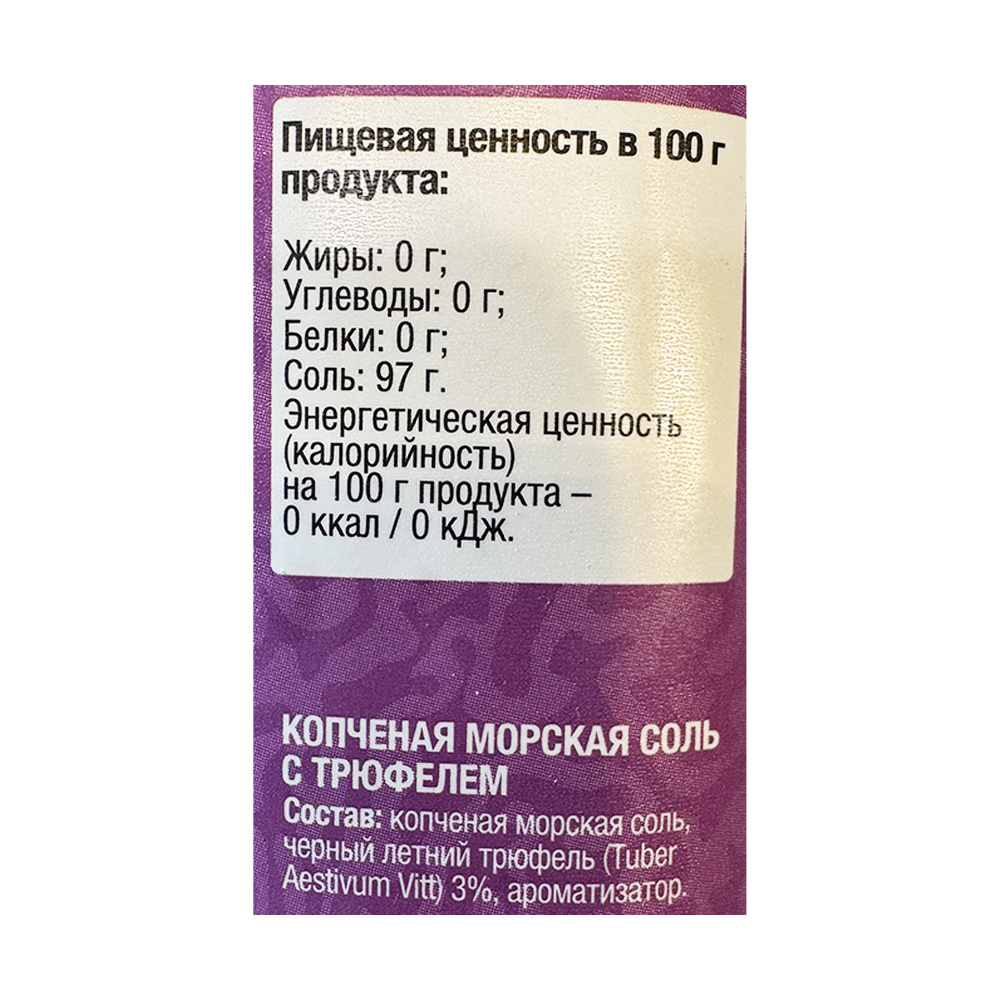 Пищевая ценность в 100 г
продукта:
Жиры: 0 г;
Углеводы: 0 г;
Белки: 0 г;
Соль: 97 г.
Энергетическая ценность
(калорийность)
на 100 г продукта –
0 ккал / 0 кДж.
КОПЧЕНАЯ МОРСКАЯ СОЛЬ
С ТРЮФЕЛЕМ
Состав: копченая морская соль,
черный летний трюфель (Tuber
Aestivum Vitt) 3%, ароматизатор.